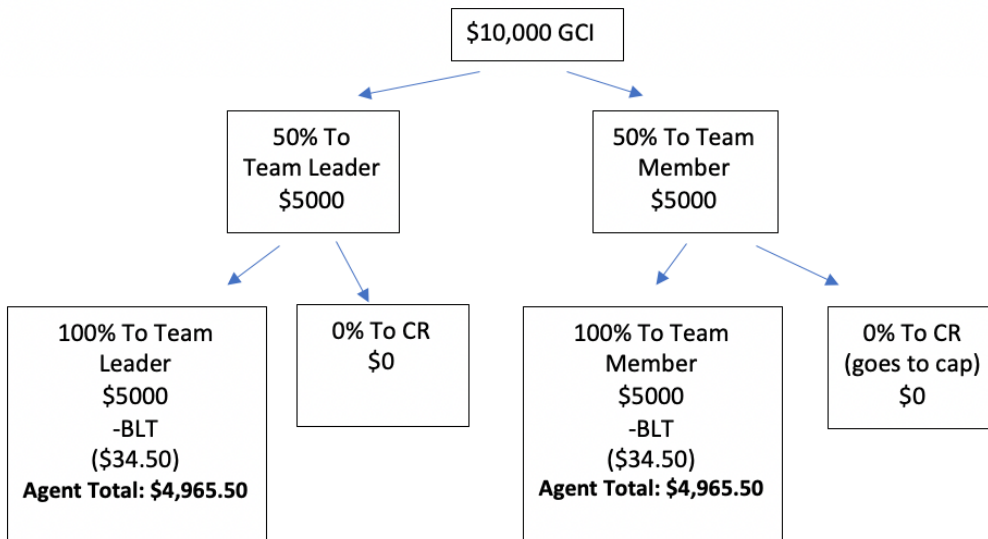 $10,000 GCI
50% To
Team Leader
$5000
50% To Team
Member
$5000
100% To Team
Leader
$5000
-BLT
($34.50)
Agent Total: $4,965.50
0% To CR
$0
100% To Team
Member
$5000
-BLT
($34.50)
Agent Total: $4,965.50
0% To CR
(goes to cap)
$0